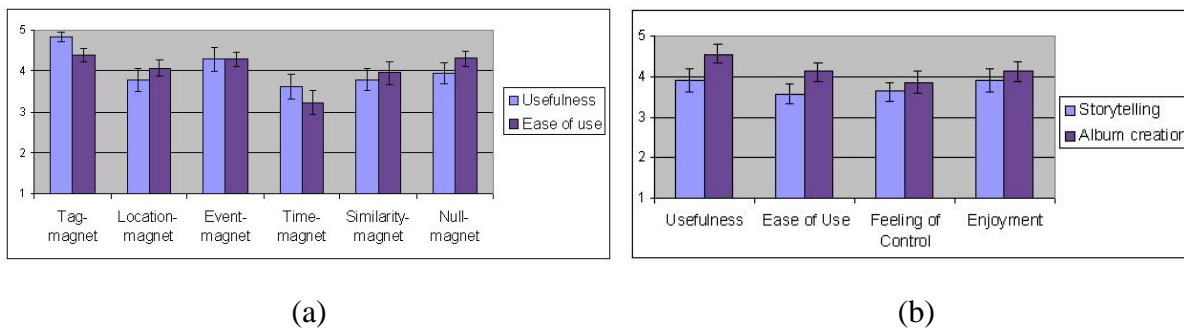 5
4
3
2
1
Tag-
magnet
Location-
magnet
Event-
magnet
Time-
magnet
Similarity-
magnet
Null-
magnet
Usefulness
Ease of use
(a)
5
4
3
2
1
Usefulness
Ease of Use
Feeling of
Control
Enjoyment
Storytelling
Album creation
(b)